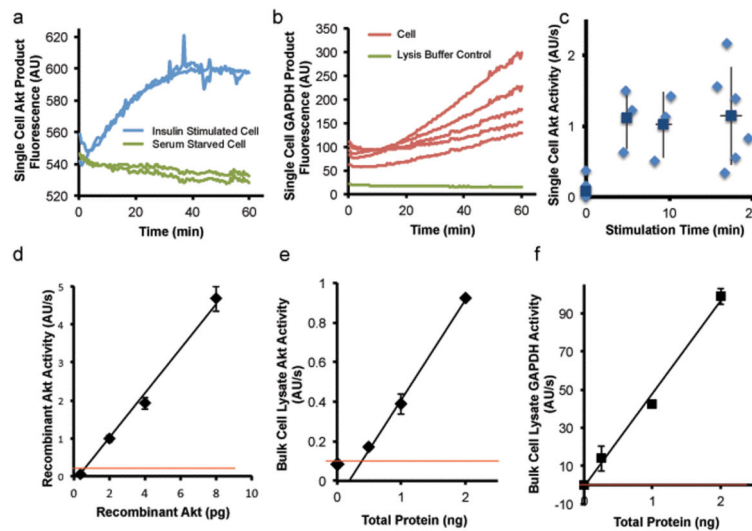 a
Single Cell Akt Product
Fluorescence (AU)
620
600
580
560
540
520
Insulin Stimulated Cell
Serum Starved Cell
0
20
40
60
Time (min)
b
Single Cell GAPDH Product
Fluorescence (AU)
350
300
250
200
150
100
50
0
Cell
Lysis Buffer Control
0
20
40
60
Time (min)
c
Single Cell Akt Activity (AU/s)
2
1
0
0
10
2
Stimulation Time (min)
d
Recombinant Akt Activity (AU/s)
5
4
3
2
1
0
0
2
4
6
8
10
Recombinant Akt (pg)
e
Bulk Cell Lysate Akt Activity
(AU/s)
1
0.8
0.6
0.4
0.2
0
0
1
2
Total Protein (ng)
f
Bulk Cell Lysate GAPDH Activity
(AU/s)
90
70
50
30
10
-10
0
1
2
Total Protein (ng)